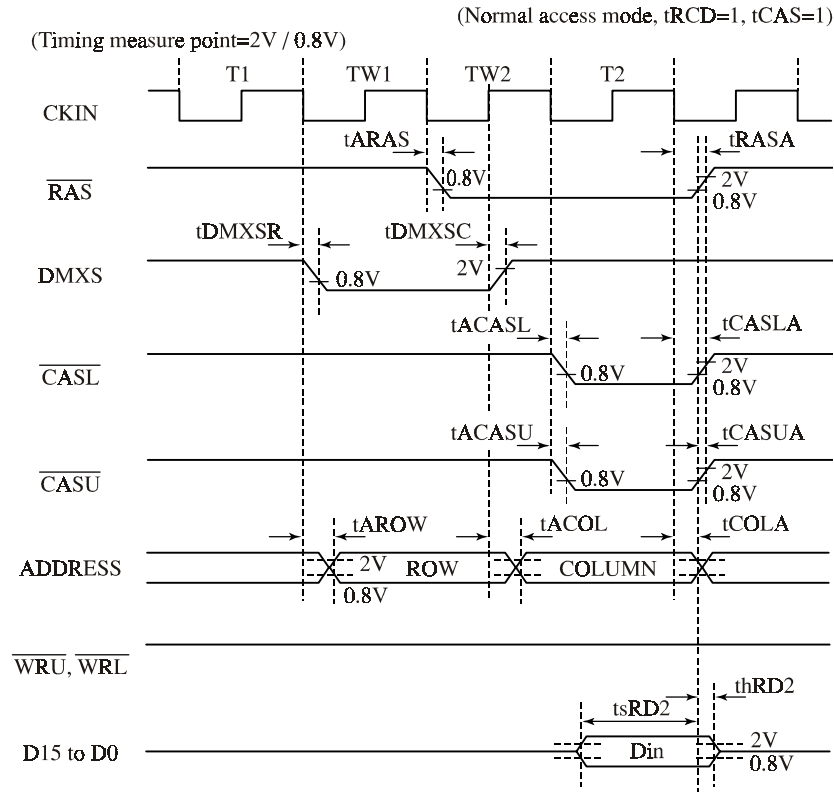 (Normal access mode, tRCD=1, tCAS=1)
(Timing measure point=2V / 0.8V)
T1 TW1 TW2 T2
CKIN
tARAS tRASA
RAS 0.8V 2V
0.8V
tDMXSR tDMXSC
DMXS 0.8V 2V
tACASL tCASLA
CASL 0.8V 2V
0.8V
tACASU tCASUA
CASU 0.8V 2V
0.8V
tAROW tACOL tCOLA
ADDRESS 2V ROW COLUMN
0.8V
WRU, WRL
thRD2
tsRD2
D15 to D0 Din 2V
0.8V